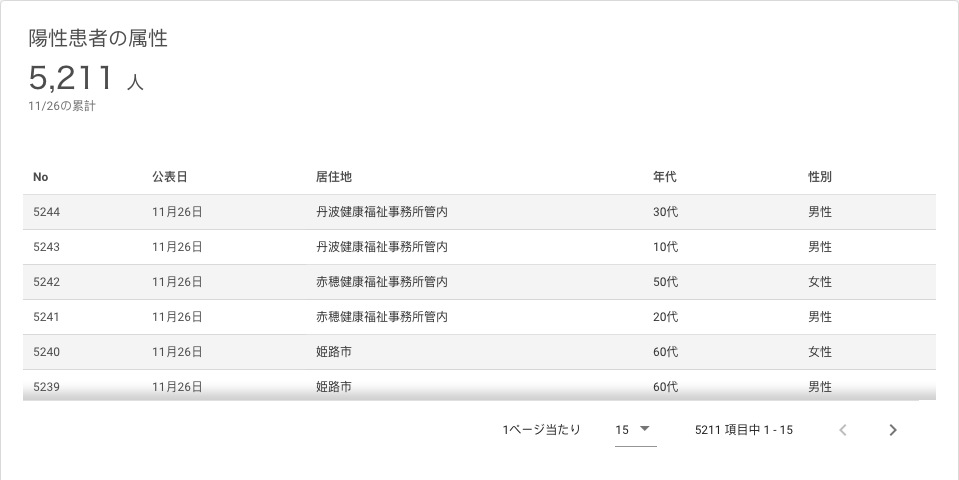 陽性患者の属性
5,211 人
11/26の累計
No 公表日 居住地 年代 性別
5244 11月26日 丹波健康福祉事務所管内 30代 男性
5243 11月26日 丹波健康福祉事務所管内 10代 男性
5242 11月26日 赤穂健康福祉事務所管内 50代 女性
5241 11月26日 赤穂健康福祉事務所管内 20代 男性
5240 11月26日 姫路市 60代 女性
5239 11月26日 姫路市 60代 男性
1ページ当たり 15 5211 項目中 1 - 15